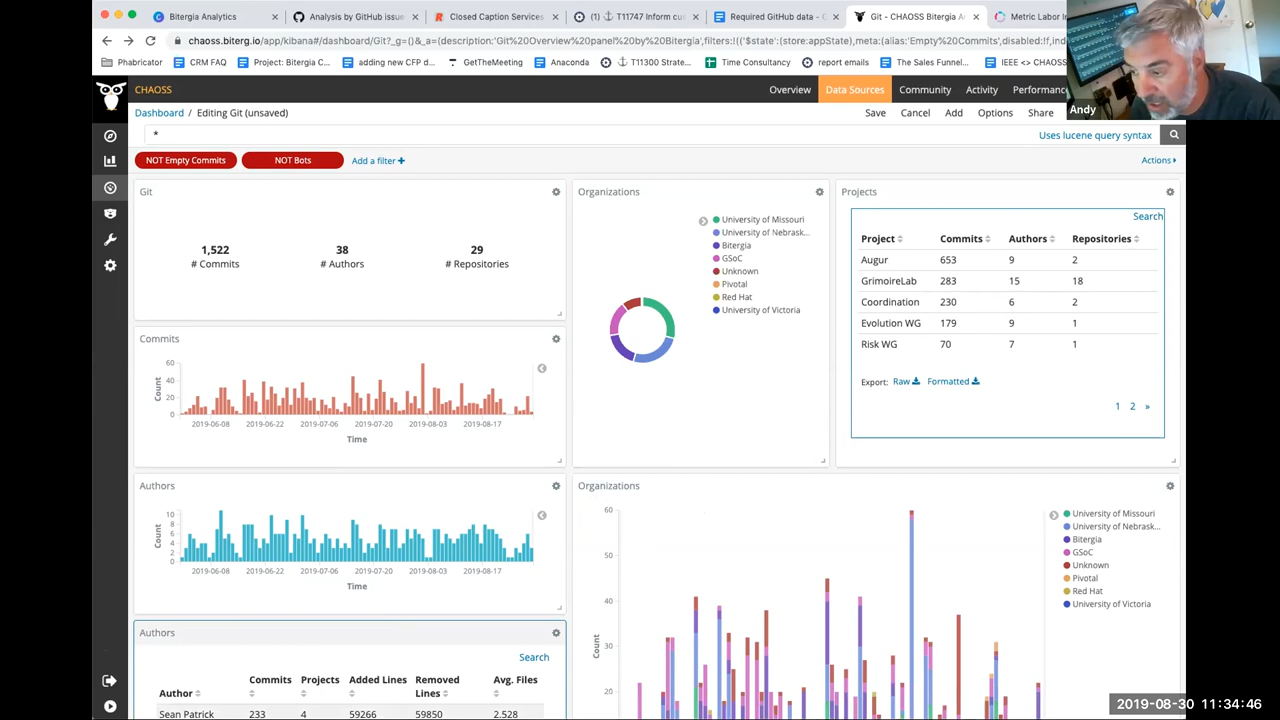 Bitergia Analytics
Analysis by GitHub issue
Closed Caption Services
(1) T11747 Inform cu
Required GitHub data -
Git - CHAOSS Bitergia A
Metric Labor In
chaoss.biterg.io/app/kibana#/dashboard/Git?_g=()&_a=(description:'Git%20Overview%20panel%20by%20Bitergia',filters:!(('$state':(store:appState),meta:(alias:'Empty%20Commits',disabled:!f,ind
Phabricator
CRM FAQ
Project: Bitergia C...
adding new CFP d...
GetTheMeeting
Anaconda
T11300 Strate...
Time Consultancy
report emails
The Sales Funnel...
IEEE <> CHAOSS
Andy
CHAOSS
Overview
Data Sources
Community
Activity
Performance
Dashboard / Editing Git (unsaved)
Save
Cancel
Add
Options
Share
*
Uses lucene query syntax
NOT Empty Commits
NOT Bots
Add a filter +
Actions
Git
1,522
# Commits
38
# Authors
29
# Repositories
Organizations
University of Missouri
University of Nebrask...
Bitergia
GSoC
Unknown
Pivotal
Red Hat
University of Victoria
Projects
Search
Project Commits Authors Repositories
Augur 653 9 2
GrimoireLab 283 15 18
Coordination 230 6 2
Evolution WG 179 9 1
Risk WG 70 7 1
Export: Raw Formatted
1 2 »
Commits
60
40
20
0
Count
2019-06-08 2019-06-22 2019-07-06 2019-07-20 2019-08-03 2019-08-17
Time
Authors
10
8
6
4
2
0
Count
2019-06-08 2019-06-22 2019-07-06 2019-07-20 2019-08-03 2019-08-17
Time
Organizations
60
50
40
30
20
Count
University of Missouri
University of Nebrask...
Bitergia
GSoC
Unknown
Pivotal
Red Hat
University of Victoria
Authors
Search
Author Commits Projects Added Lines Removed Lines Avg. Files
Sean Patrick 233 4 59266 59850 2.528
2019-08-30 11:34:46